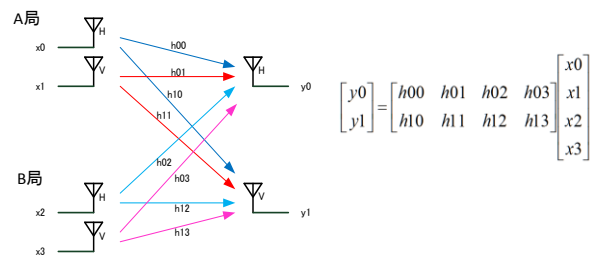 A局
H
x0
V
x1
h00
h01
h10
h11
H
y0
B局
H
x2
V
x3
h02
h03
h12
h13
V
y1
[y0 y1] = [h00 h01 h02 h03
h10 h11 h12 h13] [x0
x1
x2
x3]